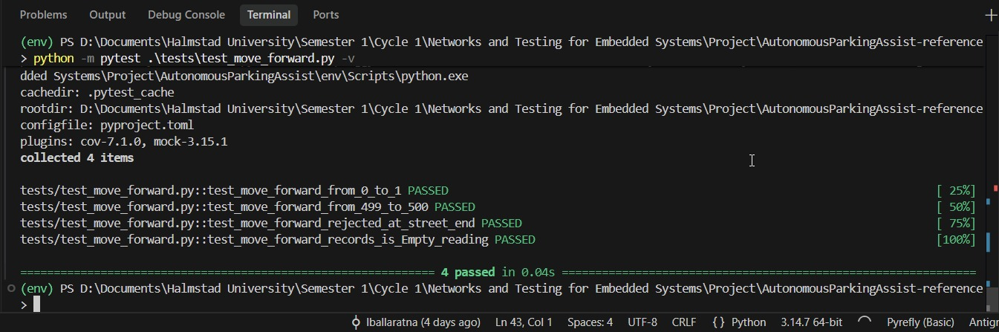 Problems Output Debug Console Terminal Ports
(env) PS D:\Documents\Halmstad University\Semester 1\Cycle 1\Networks and Testing for Embedded Systems\Project\AutonomousParkingAssist-reference
> python -m pytest .\tests\test_move_forward.py -v
dded Systems\Project\AutonomousParkingAssist\env\Scripts\python.exe
cachedir: .pytest_cache
rootdir: D:\Documents\Halmstad University\Semester 1\Cycle 1\Networks and Testing for Embedded Systems\Project\AutonomousParkingAssist-reference
configfile: pyproject.toml
plugins: cov-7.1.0, mock-3.15.1
collected 4 items
tests/test_move_forward.py::test_move_forward_from_0_to_1 PASSED [ 25%]
tests/test_move_forward.py::test_move_forward_from_499_to_500 PASSED [ 50%]
tests/test_move_forward.py::test_move_forward_rejected_at_street_end PASSED [ 75%]
tests/test_move_forward.py::test_move_forward_records_is_Empty_reading PASSED [100%]
4 passed in 0.04s
(env) PS D:\Documents\Halmstad University\Semester 1\Cycle 1\Networks and Testing for Embedded Systems\Project\AutonomousParkingAssist-reference
>
Iballaratna (4 days ago) Ln 43, Col 1 Spaces: 4 UTF-8 CRLF {} Python 3.14.7 64-bit Pyrefly (Basic) Antigr